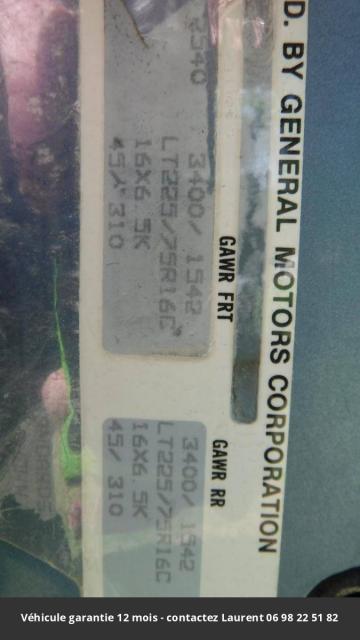 D. BY GENERAL MOTORS CORPORATION
GAWR FRT
2540
3400/ 1542
LT225/75R16C
16X6.5K
45/ 310
GAWR RR
3400/ 1542
LT225/75R16C
16X6.5K
45/ 310
Véhicule garantie 12 mois - contactez Laurent 06 98 22 51 82